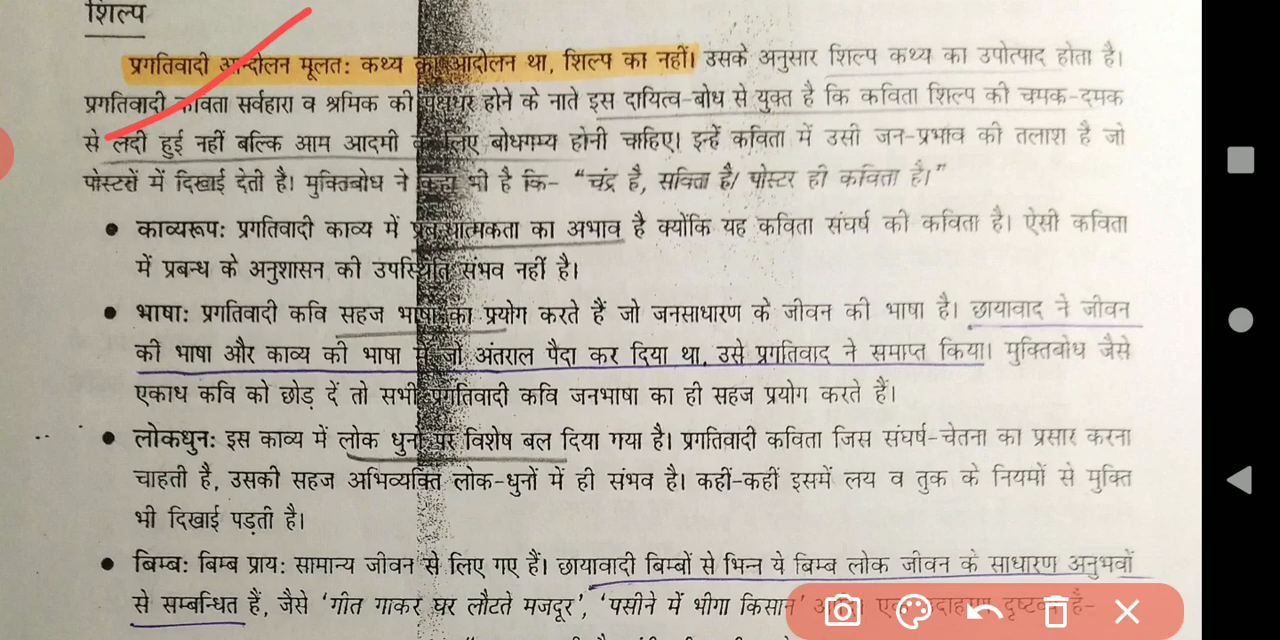 शिल्प
प्रगतिवादी आन्दोलन मूलतः कथ्य का आंदोलन था, शिल्प का नहीं। उसके अनुसार शिल्प कथ्य का उपोत्पाद होता है।
प्रगतिवादी कविता सर्वहारा व श्रमिक की पक्षधर होने के नाते इस दायित्व-बोध से युक्त है कि कविता शिल्प की चमक-दमक
से लदी हुई नहीं बल्कि आम आदमी के लिए बोधगम्य होनी चाहिए। इन्हें कविता में उसी जन-प्रभाव की तलाश है जो
पोस्टरों में दिखाई देती है। मुक्तिबोध ने कहा भी है कि- “चंद्र है, सविता है/ पोस्टर ही कविता है।”
• काव्यरूप: प्रगतिवादी काव्य में प्रबन्धात्मकता का अभाव है क्योंकि यह कविता संघर्ष की कविता है। ऐसी कविता
में प्रबन्ध के अनुशासन की उपस्थिति संभव नहीं है।
• भाषा: प्रगतिवादी कवि सहज भाषा का प्रयोग करते हैं जो जनसाधारण के जीवन की भाषा है। छायावाद ने जीवन
की भाषा और काव्य की भाषा में जो अंतराल पैदा कर दिया था, उसे प्रगतिवाद ने समाप्त किया। मुक्तिबोध जैसे
एकाध कवि को छोड़ दें तो सभी प्रगतिवादी कवि जनभाषा का ही सहज प्रयोग करते हैं।
• लोकधुन: इस काव्य में लोक धुनों पर विशेष बल दिया गया है। प्रगतिवादी कविता जिस संघर्ष-चेतना का प्रसार करना
चाहती है, उसकी सहज अभिव्यक्ति लोक-धुनों में ही संभव है। कहीं-कहीं इसमें लय व तुक के नियमों से मुक्ति
भी दिखाई पड़ती है।
• बिम्ब: बिम्ब प्राय: सामान्य जीवन से लिए गए हैं। छायावादी बिम्बों से भिन्न ये बिम्ब लोक जीवन के साधारण अनुभवों
से सम्बन्धित हैं, जैसे ‘गीत गाकर घर लौटते मजदूर’, ‘पसीने में भीगा किसान’ एक उदाहरण दृष्टव्य है-